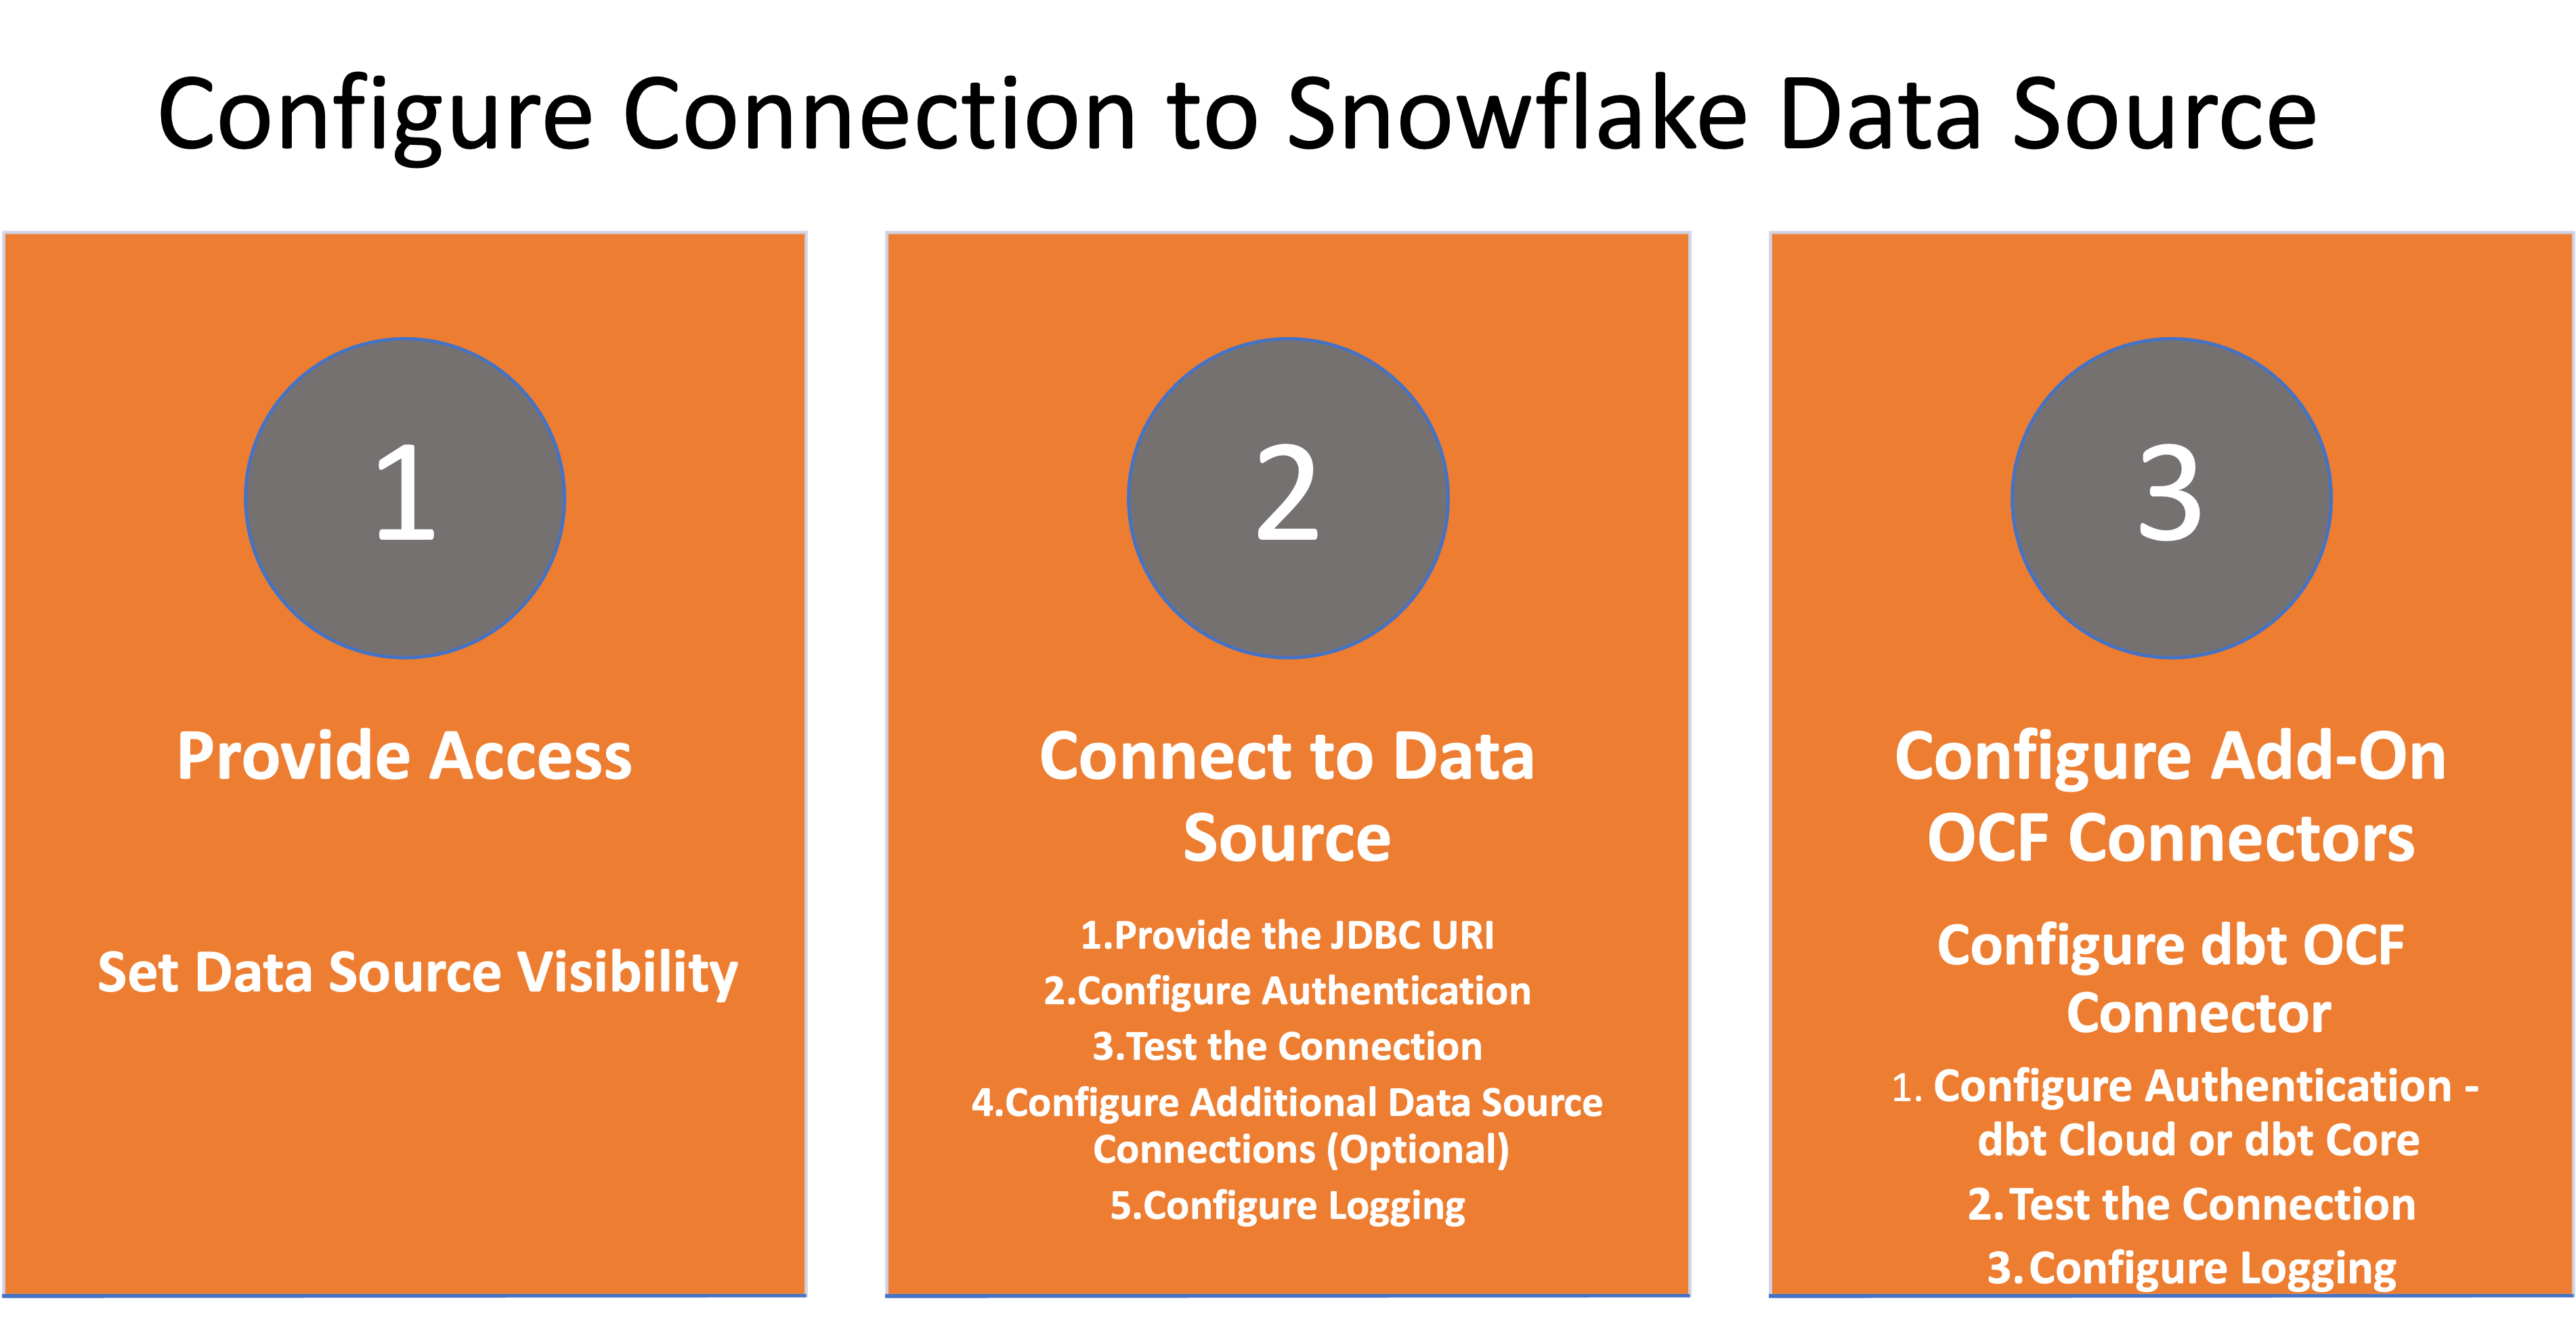 Configure Connection to Snowflake Data Source
1
Provide Access
Set Data Source Visibility
2
Connect to Data
Source
1.Provide the JDBC URI
2.Configure Authentication
3.Test the Connection
4.Configure Additional Data Source
Connections (Optional)
5.Configure Logging
3
Configure Add-On
OCF Connectors
Configure dbt OCF
Connector
1. Configure Authentication -
dbt Cloud or dbt Core
2. Test the Connection
3. Configure Logging